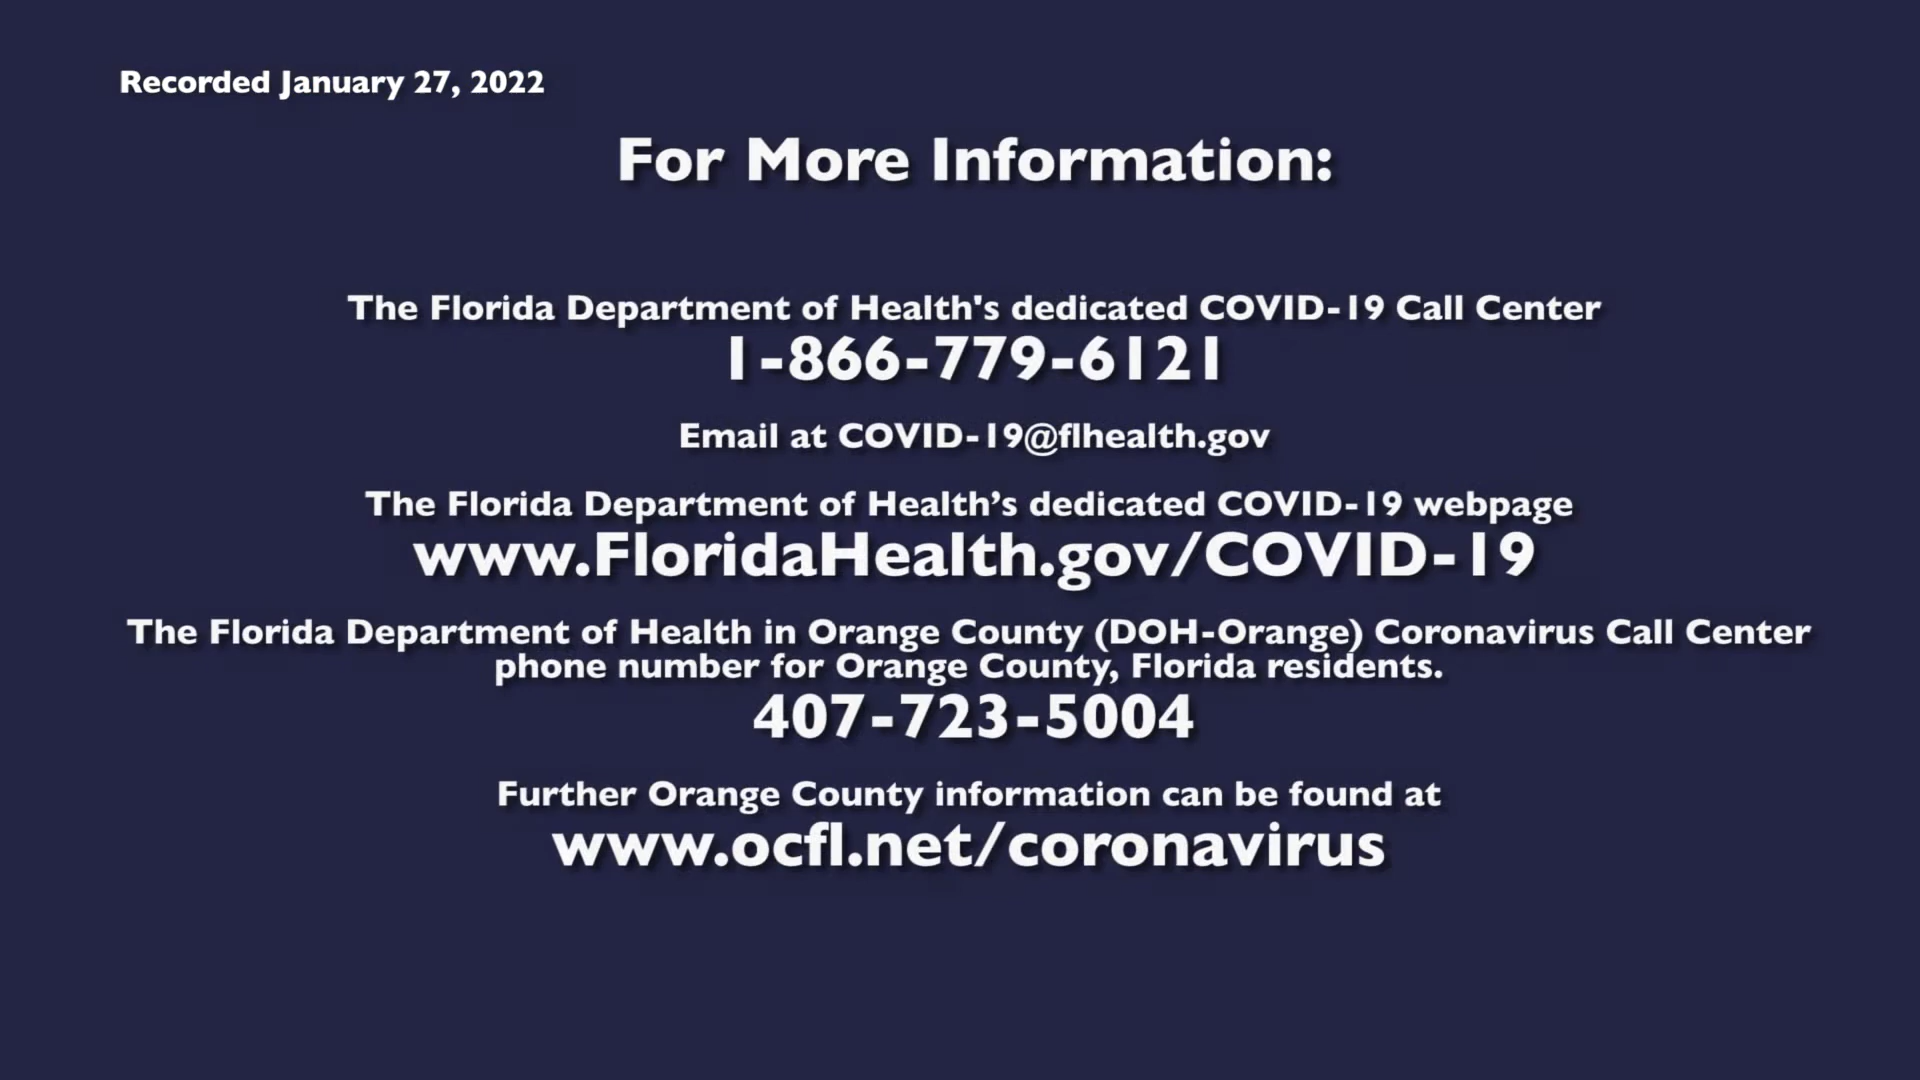 Recorded January 27, 2022
For More Information:
The Florida Department of Health's dedicated COVID-19 Call Center
1-866-779-6121
Email at COVID-19@flhealth.gov
The Florida Department of Health’s dedicated COVID-19 webpage
www.FloridaHealth.gov/COVID-19
The Florida Department of Health in Orange County (DOH-Orange) Coronavirus Call Center
phone number for Orange County, Florida residents.
407-723-5004
Further Orange County information can be found at
www.ocfl.net/coronavirus